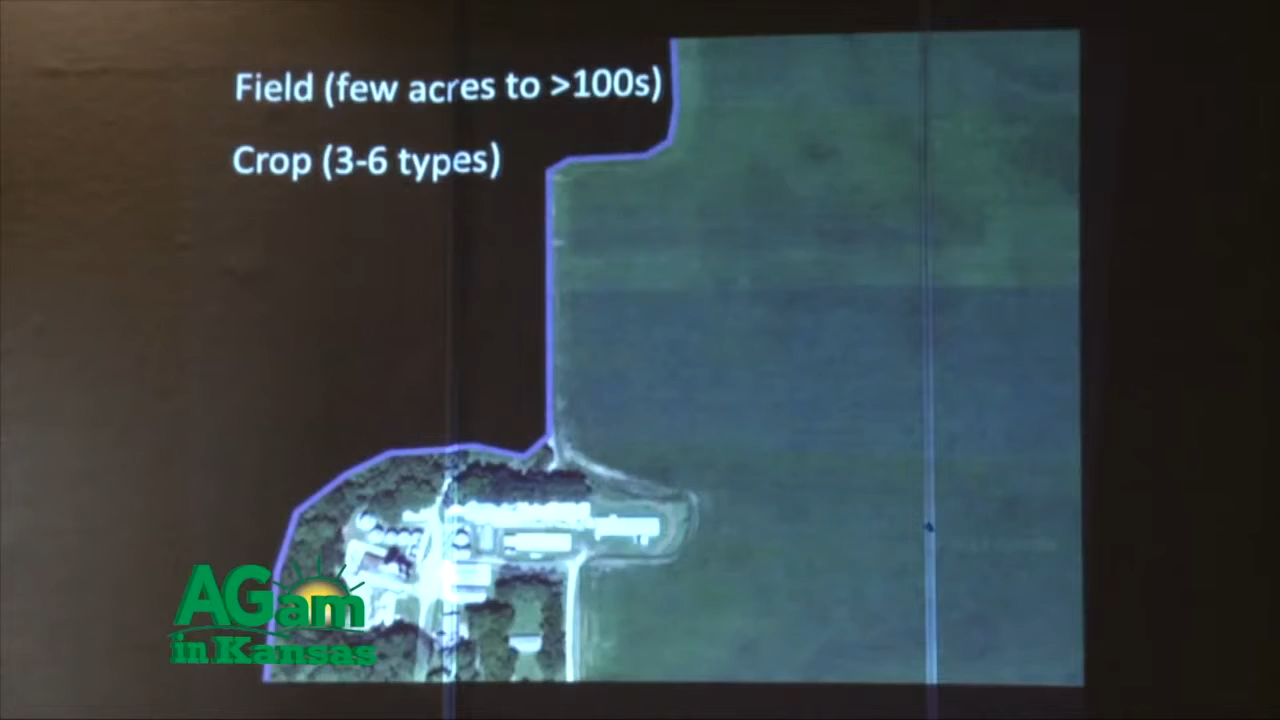 Field (few acres to >100s)
Crop (3-6 types)
AGam
in Kansas